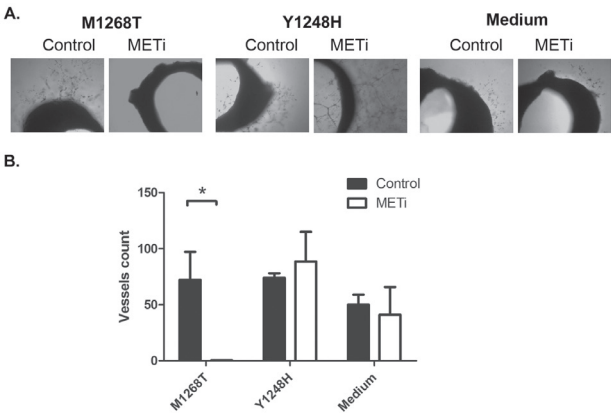 A.
M1268T Y1248H Medium
Control METi Control METi Control METi
B.
Control
METi
*
150
100
50
0
Vessels count
M1268T Y1248H Medium